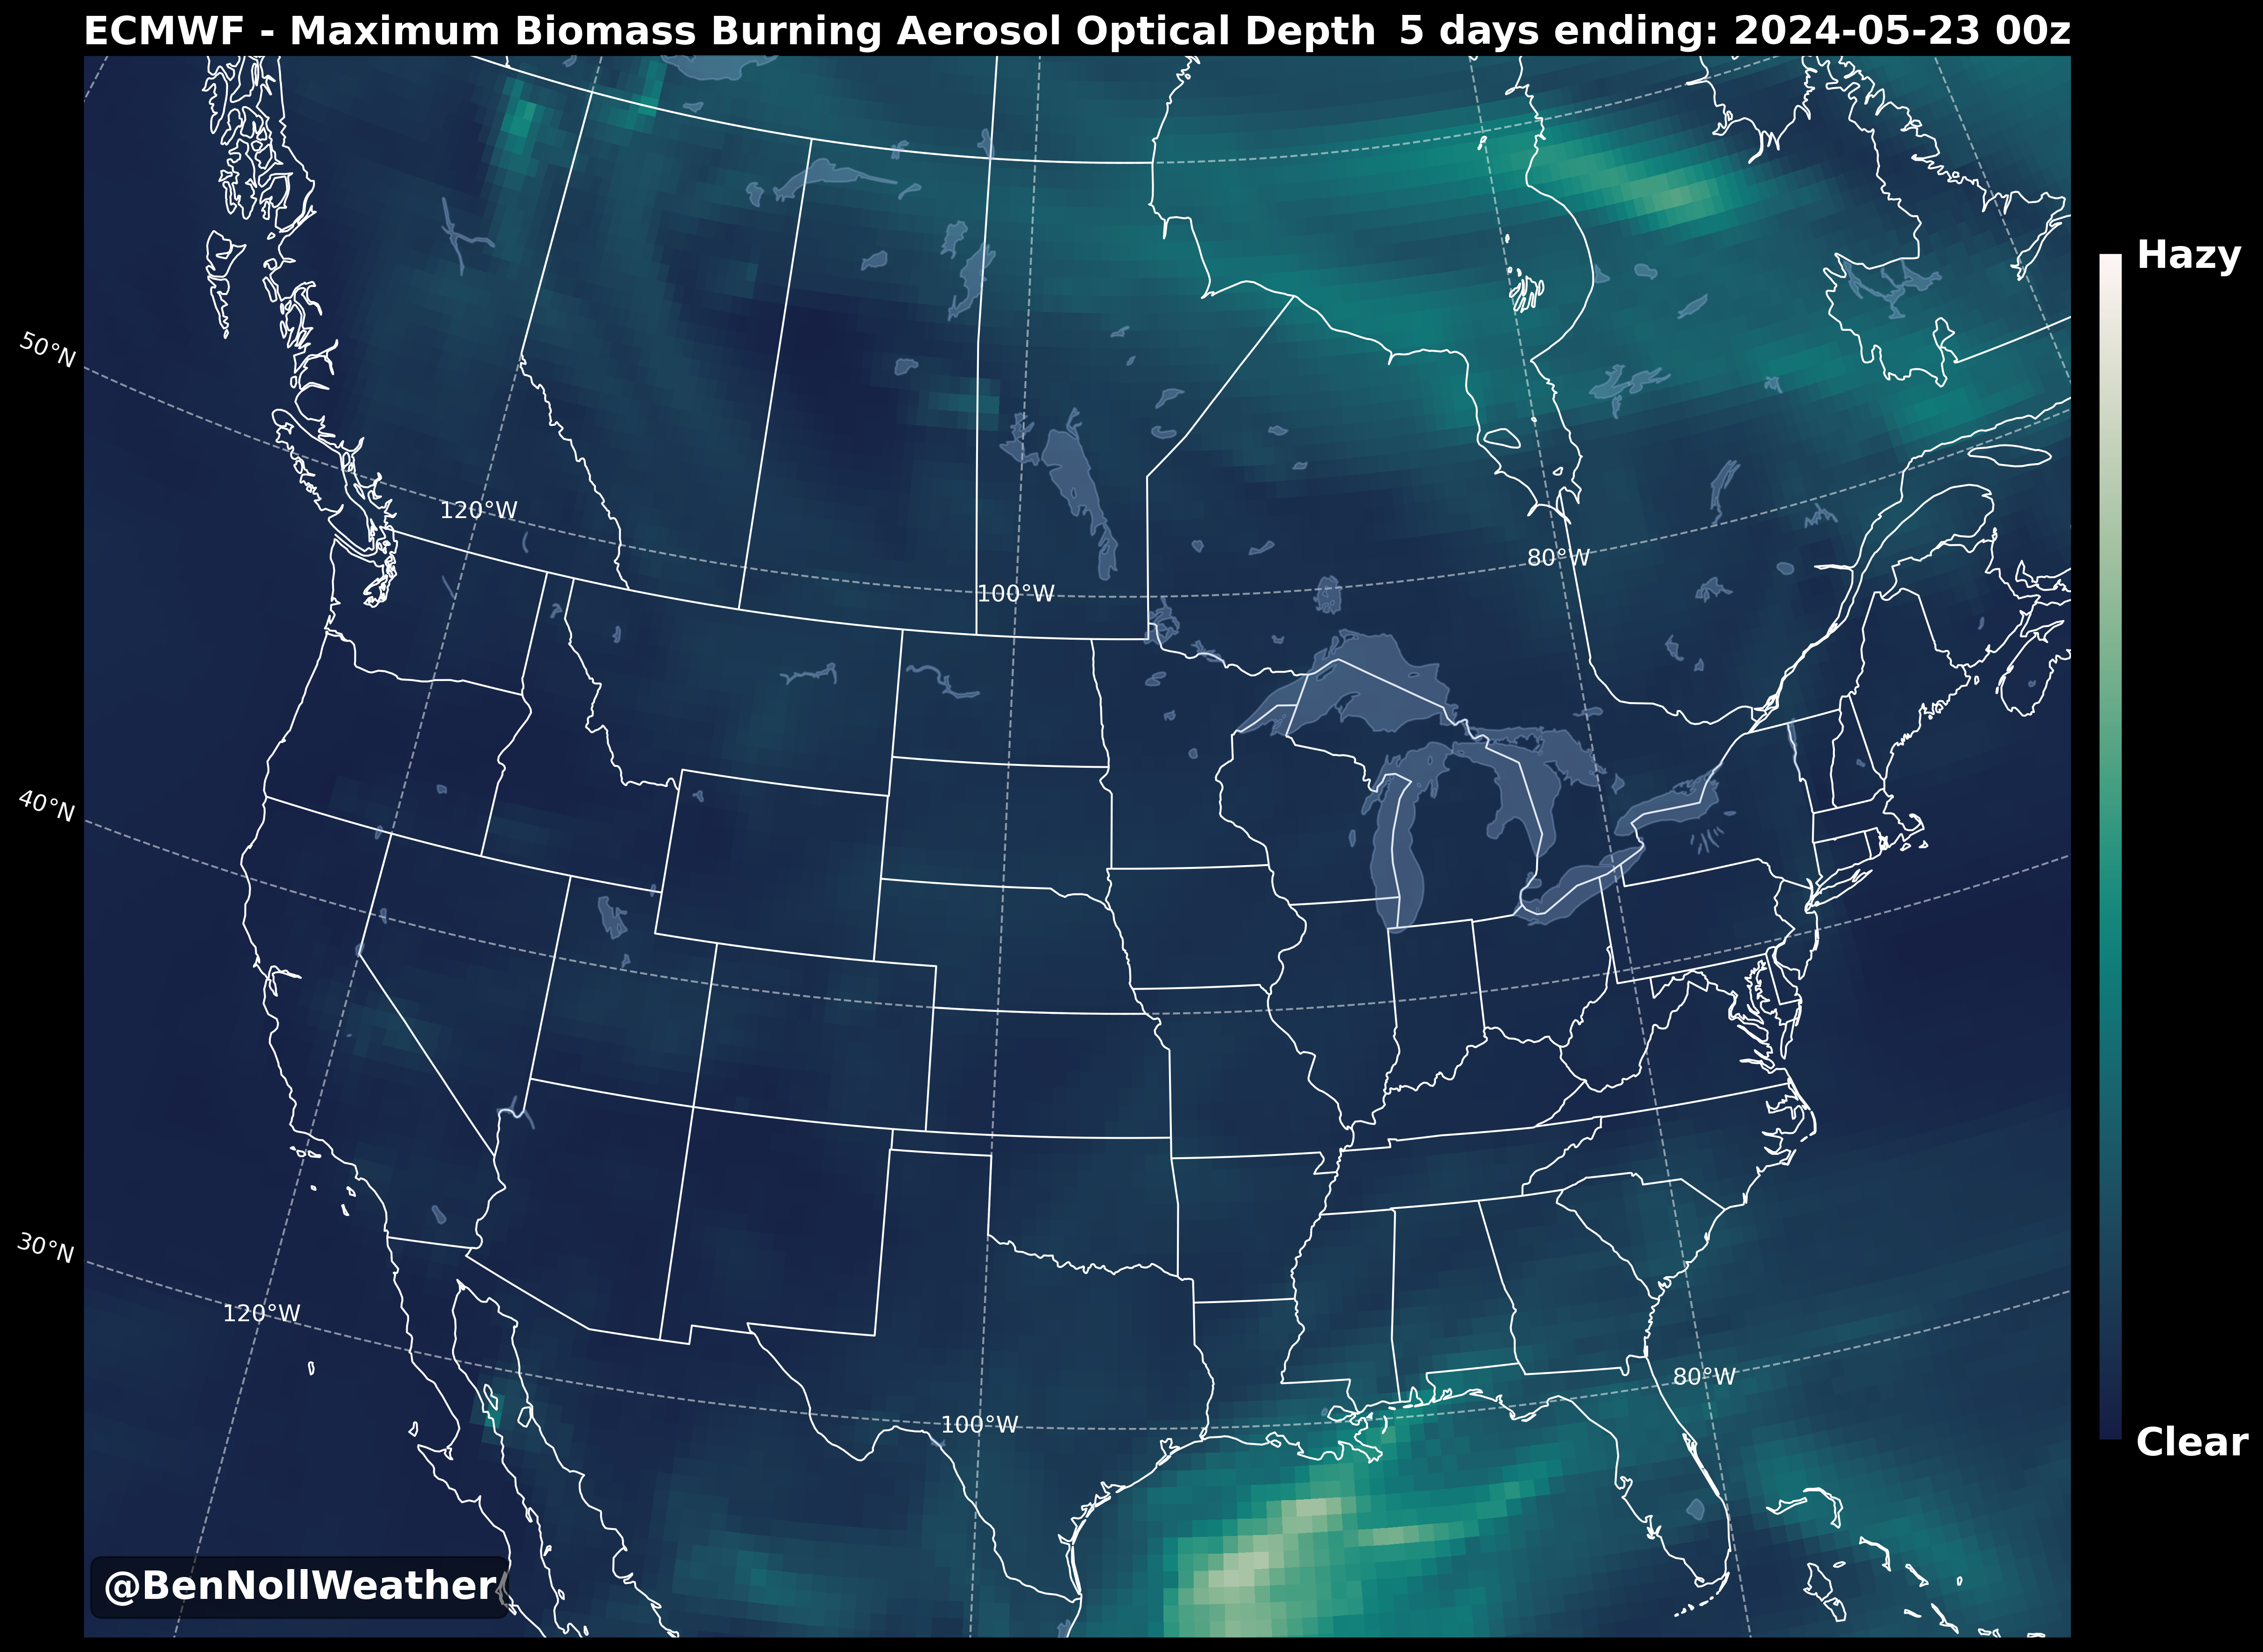 ECMWF - Maximum Biomass Burning Aerosol Optical Depth 5 days ending: 2024-05-23 00z
Hazy
50°N
120°W
80°W
100°W
40°N
30°N
120°W
80°W
100°W
Clear
@BenNollWeather